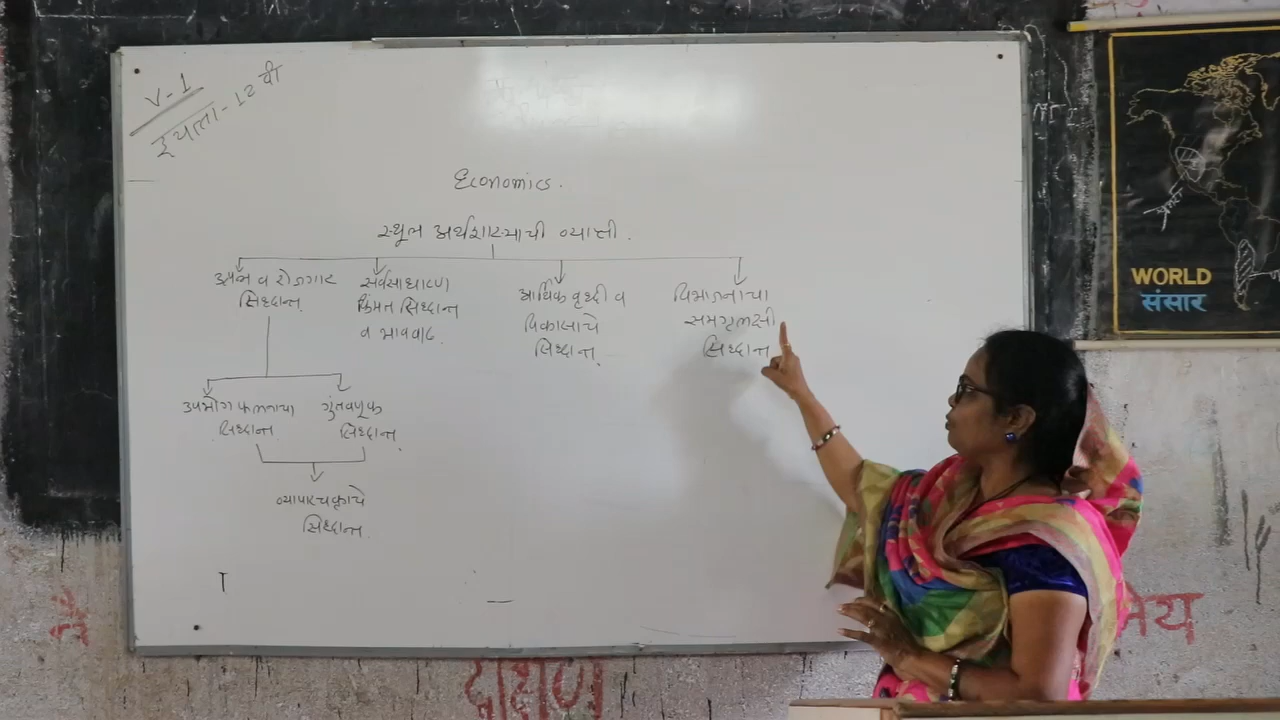 V-1
इयत्ता-12 वी
Economics.
स्थूल अर्थशास्त्राची व्याप्ती.
उत्पन्न व रोजगार
सिध्दान्त
सर्वसाधारण
किंमत सिध्दान्त
व भाववाढ.
आर्थिक वृध्दी व
विकासाचे
सिध्दान्त
विभाजनाचा
समग्रलक्षी
सिध्दान्त
उपभोग फलनाचा
सिध्दान्त
गुंतवणूक
सिध्दान्त
व्यापारचक्राचे
सिध्दान्त
WORLD
संसार
दक्षिण